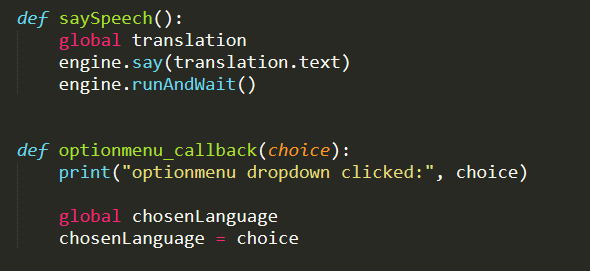 def saySpeech():
    global translation
    engine.say(translation.text)
    engine.runAndWait()
def optionmenu_callback(choice):
    print("optionmenu dropdown clicked:", choice)
    global chosenLanguage
    chosenLanguage = choice